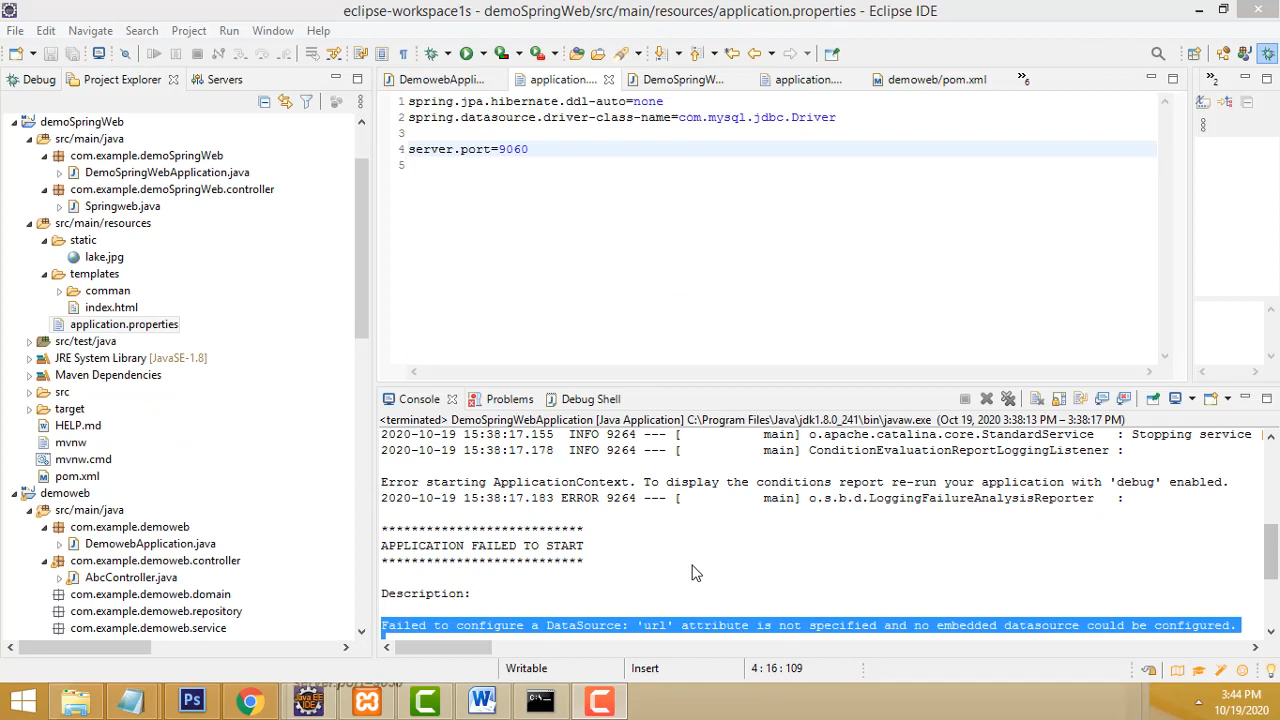 eclipse-workspace1s - demoSpringWeb/src/main/resources/application.properties - Eclipse IDE
File Edit Navigate Search Project Run Window Help
Debug Project Explorer Servers
DemowebAppli... application.... DemoSpringW... application.... demoweb/pom.xml »6 »2
demoSpringWeb
src/main/java
com.example.demoSpringWeb
DemoSpringWebApplication.java
com.example.demoSpringWeb.controller
Springweb.java
src/main/resources
static
lake.jpg
templates
comman
index.html
application.properties
src/test/java
JRE System Library [JavaSE-1.8]
Maven Dependencies
src
target
HELP.md
mvnw
mvnw.cmd
pom.xml
demoweb
src/main/java
com.example.demoweb
DemowebApplication.java
com.example.demoweb.controller
AbcController.java
com.example.demoweb.domain
com.example.demoweb.repository
com.example.demoweb.service
1 spring.jpa.hibernate.ddl-auto=none
2 spring.datasource.driver-class-name=com.mysql.jdbc.Driver
3
4 server.port=9060
5
Console Problems Debug Shell
<terminated> DemoSpringWebApplication [Java Application] C:\Program Files\Java\jdk1.8.0_241\bin\javaw.exe (Oct 19, 2020 3:38:13 PM – 3:38:17 PM)
2020-10-19 15:38:17.155 INFO 9264 --- [ main] o.apache.catalina.core.StandardService : Stopping service
2020-10-19 15:38:17.178 INFO 9264 --- [ main] ConditionEvaluationReportLoggingListener :
Error starting ApplicationContext. To display the conditions report re-run your application with 'debug' enabled.
2020-10-19 15:38:17.183 ERROR 9264 --- [ main] o.s.b.d.LoggingFailureAnalysisReporter :
***************************
APPLICATION FAILED TO START
***************************
Description:
Failed to configure a DataSource: 'url' attribute is not specified and no embedded datasource could be configured.
Writable Insert 4 : 16 : 109
Ps Java EE IDE W
3:44 PM
10/19/2020